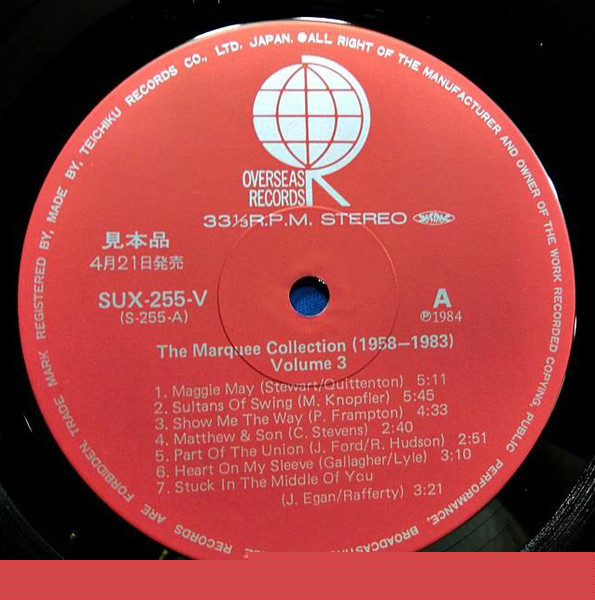 REGISTERED BY, MADE BY, TEICHIKU RECORDS CO., LTD. JAPAN. ●ALL RIGHT OF THE MANUFACTURER AND OWNER OF THE WORK RECORDED COPYING, PUBLIC PERFORMANCE, BROADCASTING
RECORDS ARE FORBIDDEN. TRADE MARK
R
OVERSEAS
RECORDS
33⅓R.P.M. STEREO
見本品
4月21日発売
SUX-255-V
(S-255-A)
A
Ⓟ1984
The Marquee Collection (1958–1983)
Volume 3
1. Maggie May (Stewart/Quittenton) 5:11
2. Sultans Of Swing (M. Knopfler) 5:45
3. Show Me The Way (P. Frampton) 4:33
4. Matthew & Son (C. Stevens) 2:40
5. Part Of The Union (J. Ford/R. Hudson) 2:51
6. Heart On My Sleeve (Gallagher/Lyle) 3:10
7. Stuck In The Middle Of You
(J. Egan/Rafferty) 3:21